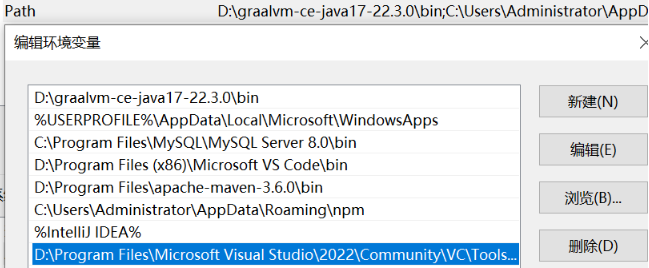 Path D:\graalvm-ce-java17-22.3.0\bin;C:\Users\Administrator\AppD
编辑环境变量
D:\graalvm-ce-java17-22.3.0\bin
新建(N)
%USERPROFILE%\AppData\Local\Microsoft\WindowsApps
C:\Program Files\MySQL\MySQL Server 8.0\bin
编辑(E)
D:\Program Files (x86)\Microsoft VS Code\bin
D:\Program Files\apache-maven-3.6.0\bin
浏览(B)...
C:\Users\Administrator\AppData\Roaming\npm
%IntelliJ IDEA%
删除(D)
D:\Program Files\Microsoft Visual Studio\2022\Community\VC\Tools...